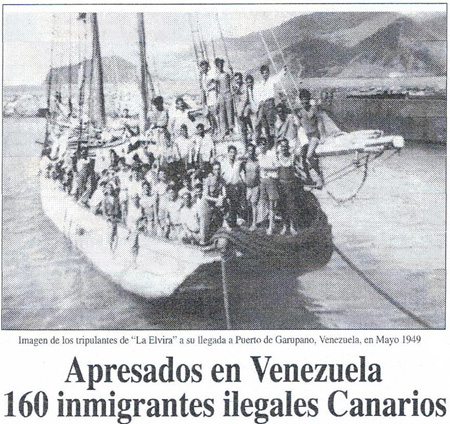 Imagen de los tripulantes de "La Elvira" a su llegada a Puerto de Garupano, Venezuela, en Mayo 1949
Apresados en Venezuela
160 inmigrantes ilegales Canarios